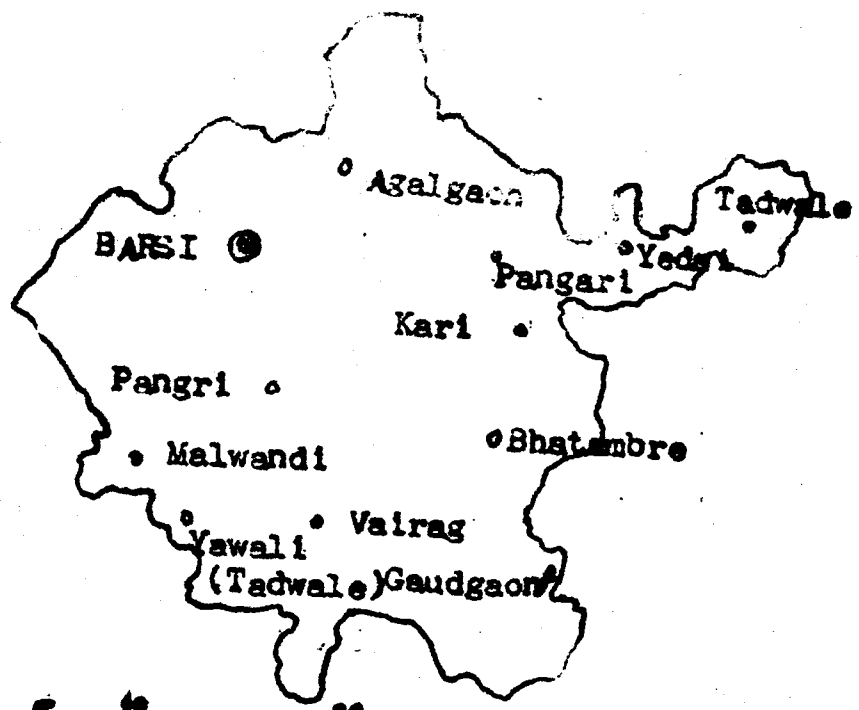 Agalgaon
Tadwale
BARSI
Yedsi
Pangari
Kari
Pangri
Bhatambre
Malwandi
Vairag
Yawali
(Tadwale)Gaudgaon